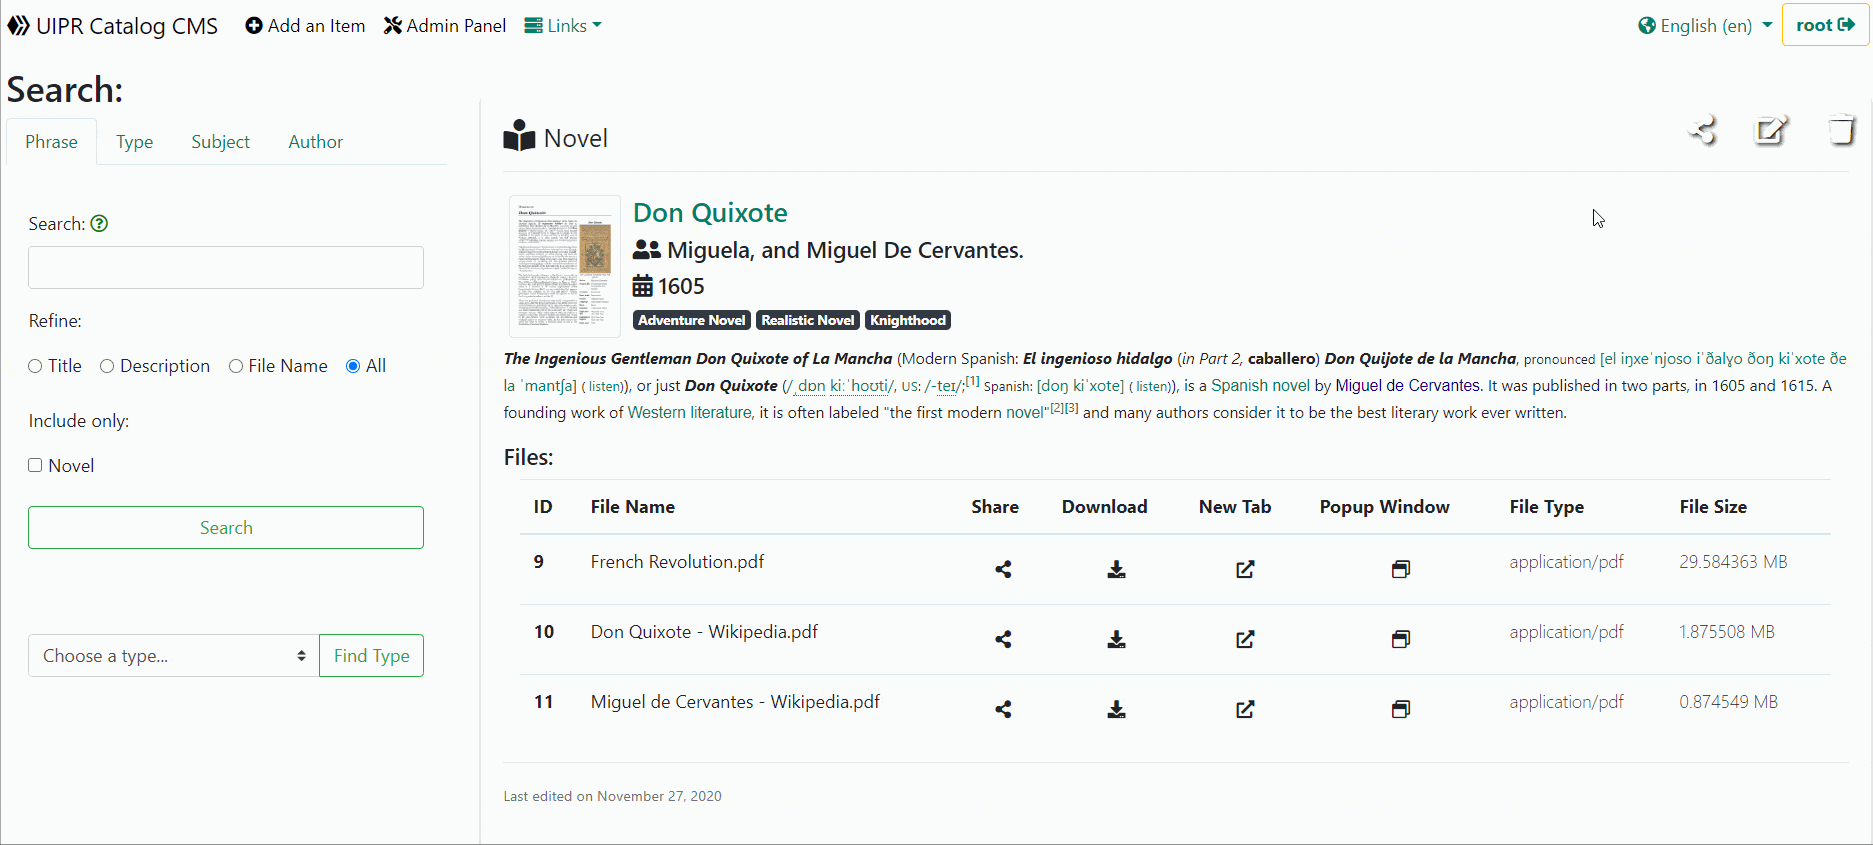 UIPR Catalog CMS Add an Item Admin Panel Links English (en) root
Search:
Phrase Type Subject Author
Search:
Refine:
Title Description File Name All
Include only:
Novel
Search
Choose a type... Find Type
Novel
Don Quixote
Don Quixote
Miguela, and Miguel De Cervantes.
1605
Adventure Novel Realistic Novel Knighthood
The Ingenious Gentleman Don Quixote of La Mancha (Modern Spanish: El ingenioso hidalgo (in Part 2, caballero) Don Quijote de la Mancha, pronounced [el iŋxeˈnjoso iˈðalɣo ðoŋ kiˈxote ðe
la ˈmantʃa] ( listen)), or just Don Quixote (/ˌdɒn kiːˈhoʊti/, US: /-teɪ/;[1] Spanish: [doŋ kiˈxote] ( listen)), is a Spanish novel by Miguel de Cervantes. It was published in two parts, in 1605 and 1615. A
founding work of Western literature, it is often labeled "the first modern novel"[2][3] and many authors consider it to be the best literary work ever written.
Files:
ID File Name Share Download New Tab Popup Window File Type File Size
9 French Revolution.pdf application/pdf 29.584363 MB
10 Don Quixote - Wikipedia.pdf application/pdf 1.875508 MB
11 Miguel de Cervantes - Wikipedia.pdf application/pdf 0.874549 MB
Last edited on November 27, 2020